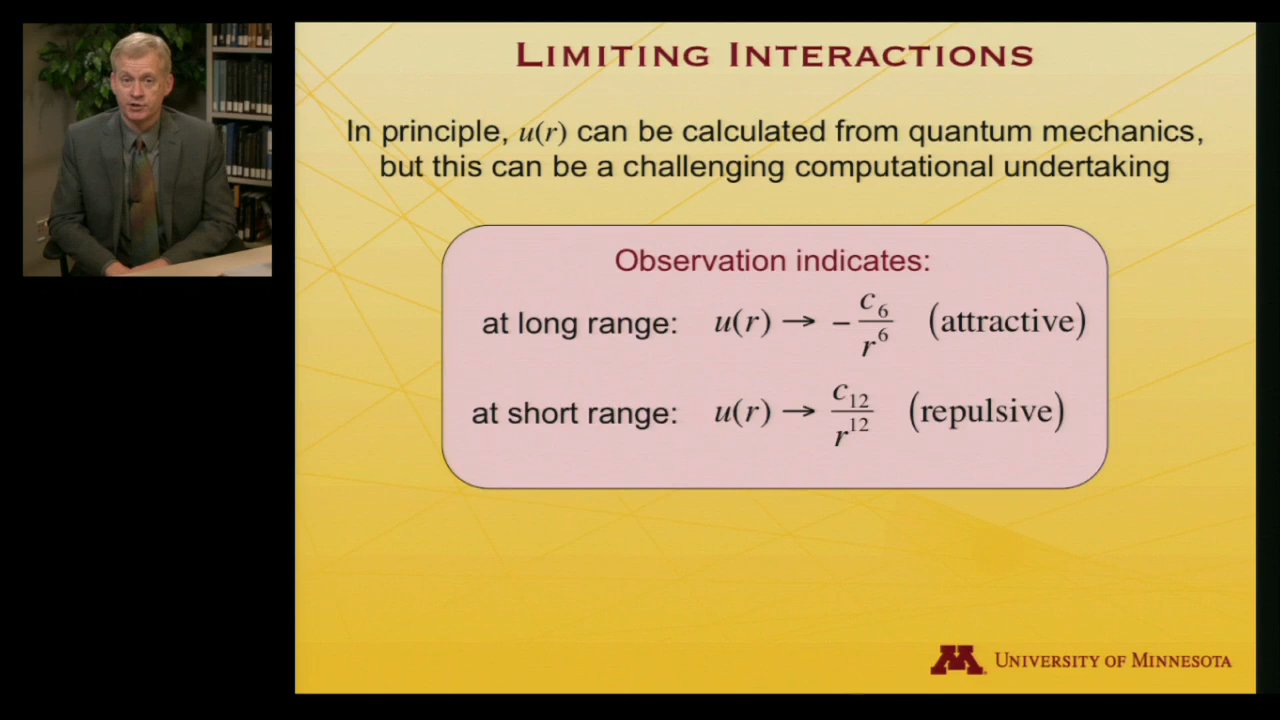 LIMITING INTERACTIONS
In principle, u(r) can be calculated from quantum mechanics,
but this can be a challenging computational undertaking
Observation indicates:
at long range: u(r) → − c₆/r⁶ (attractive)
at short range: u(r) → c₁₂/r¹² (repulsive)
M UNIVERSITY OF MINNESOTA